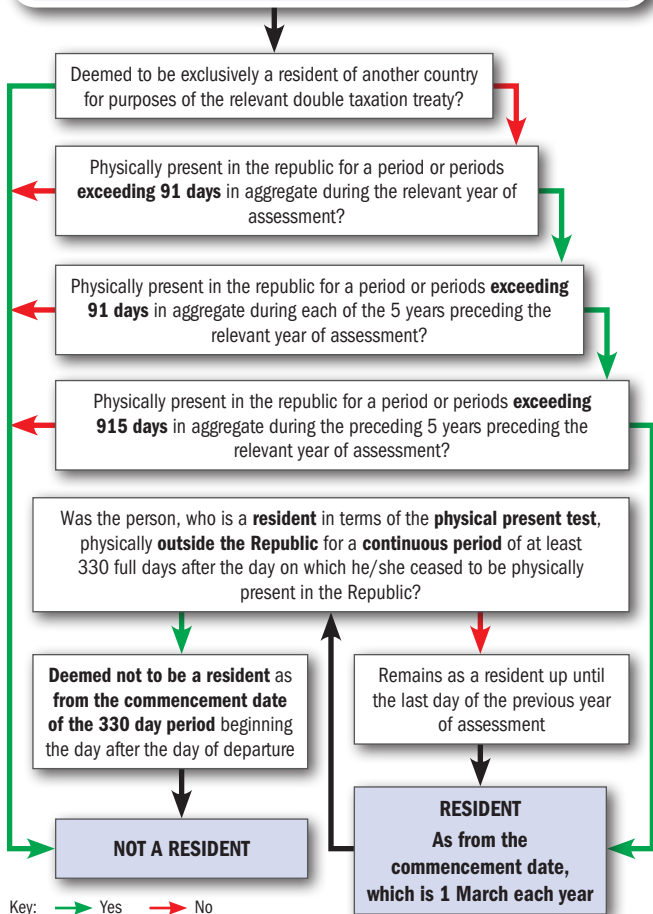 Deemed to be exclusively a resident of another country
for purposes of the relevant double taxation treaty?
Physically present in the republic for a period or periods
exceeding 91 days in aggregate during the relevant year of
assessment?
Physically present in the republic for a period or periods exceeding
91 days in aggregate during each of the 5 years preceding the
relevant year of assessment?
Physically present in the republic for a period or periods exceeding
915 days in aggregate during the preceding 5 years preceding the
relevant year of assessment?
Was the person, who is a resident in terms of the physical present test,
physically outside the Republic for a continuous period of at least
330 full days after the day on which he/she ceased to be physically
present in the Republic?
Deemed not to be a resident as
from the commencement date
of the 330 day period beginning
the day after the day of departure
Remains as a resident up until
the last day of the previous year
of assessment
NOT A RESIDENT
RESIDENT
As from the
commencement date,
which is 1 March each year
Key: Yes No